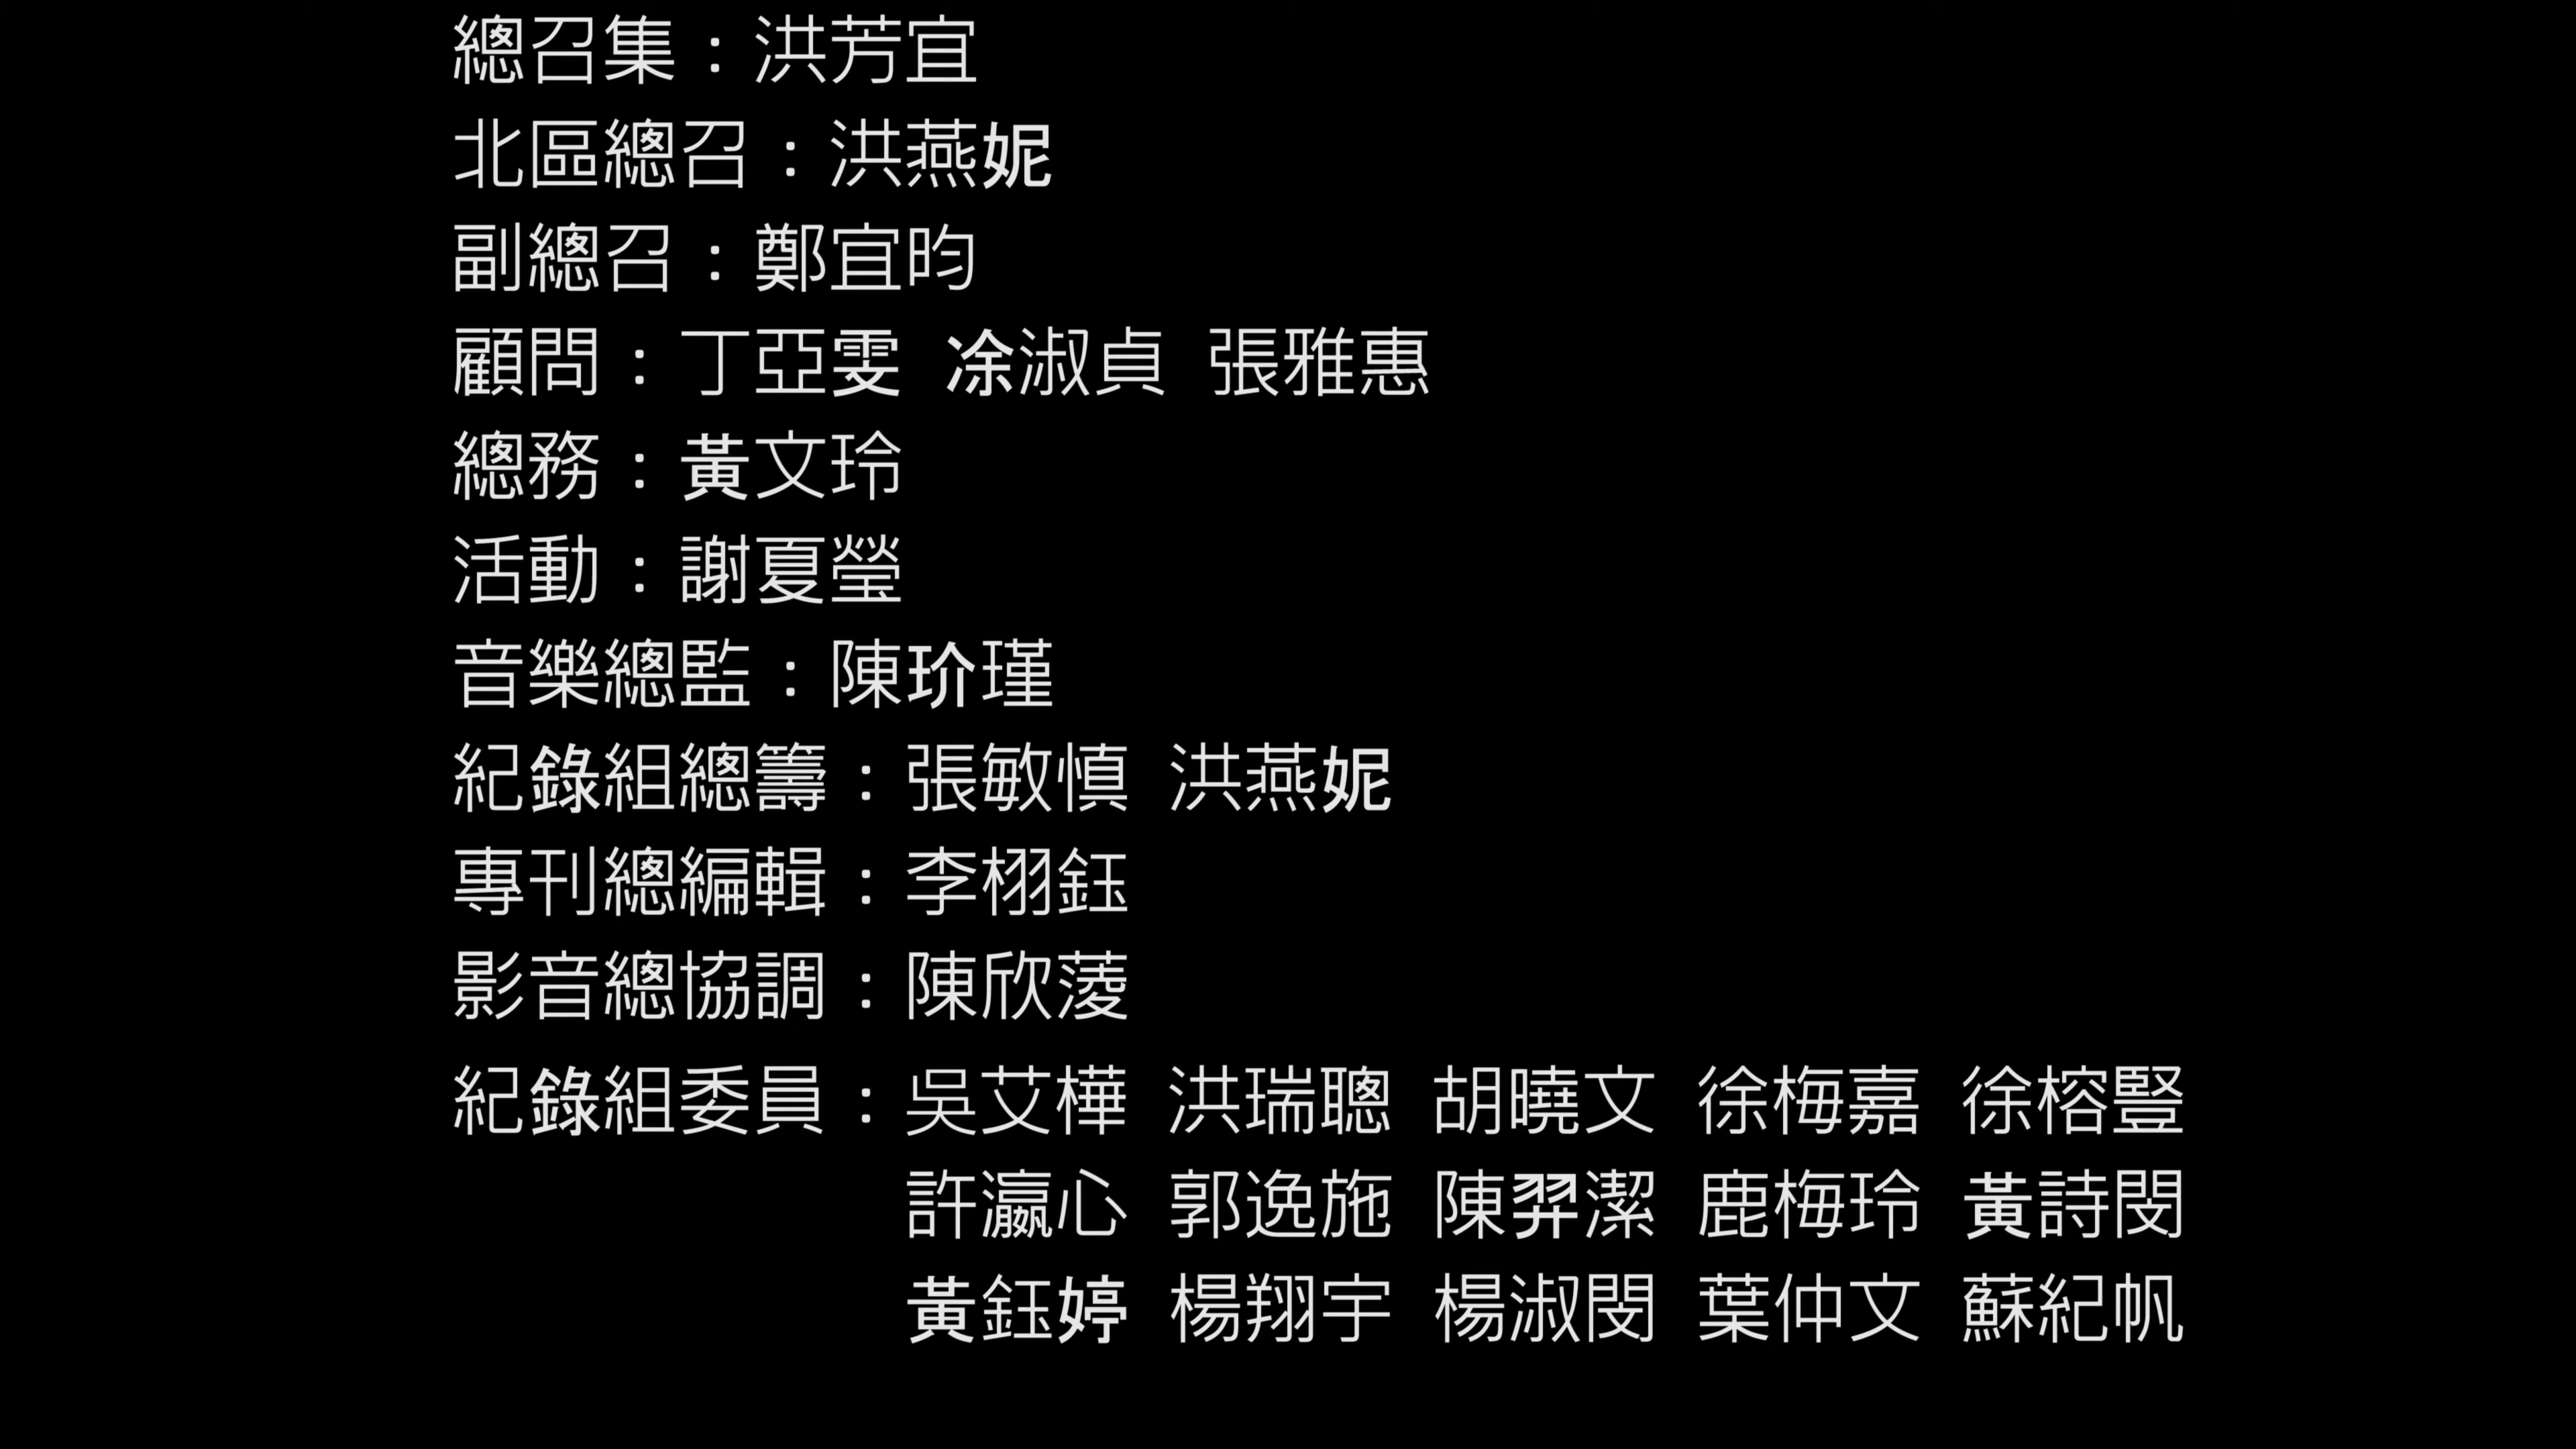 總召集：洪芳宜
北區總召：洪燕妮
副總召：鄭宜昀
顧問：丁亞雯 凃淑貞 張雅惠
總務：黃文玲
活動：謝夏瑩
音樂總監：陳玠瑾
紀錄組總籌：張敏慎 洪燕妮
專刊總編輯：李栩鈺
影音總協調：陳欣蓤
紀錄組委員：吳艾樺 洪瑞聰 胡曉文 徐梅嘉 徐榕豎
許瀛心 郭逸施 陳羿潔 鹿梅玲 黃詩閔
黃鈺婷 楊翔宇 楊淑閔 葉仲文 蘇紀帆